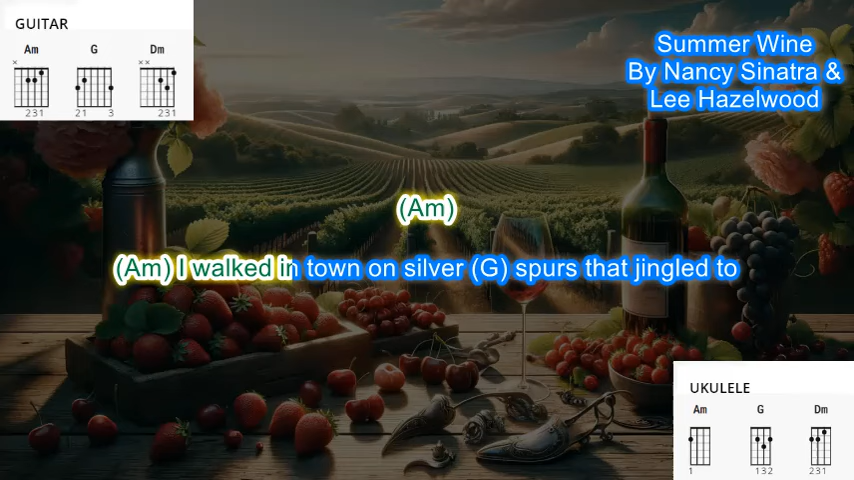 GUITAR
Am G Dm
x xx
231 21 3 231
Summer Wine
By Nancy Sinatra &
Lee Hazelwood
(Am)
(Am) I walked in town on silver (G) spurs that jingled to
UKULELE
Am G Dm
1 132 231